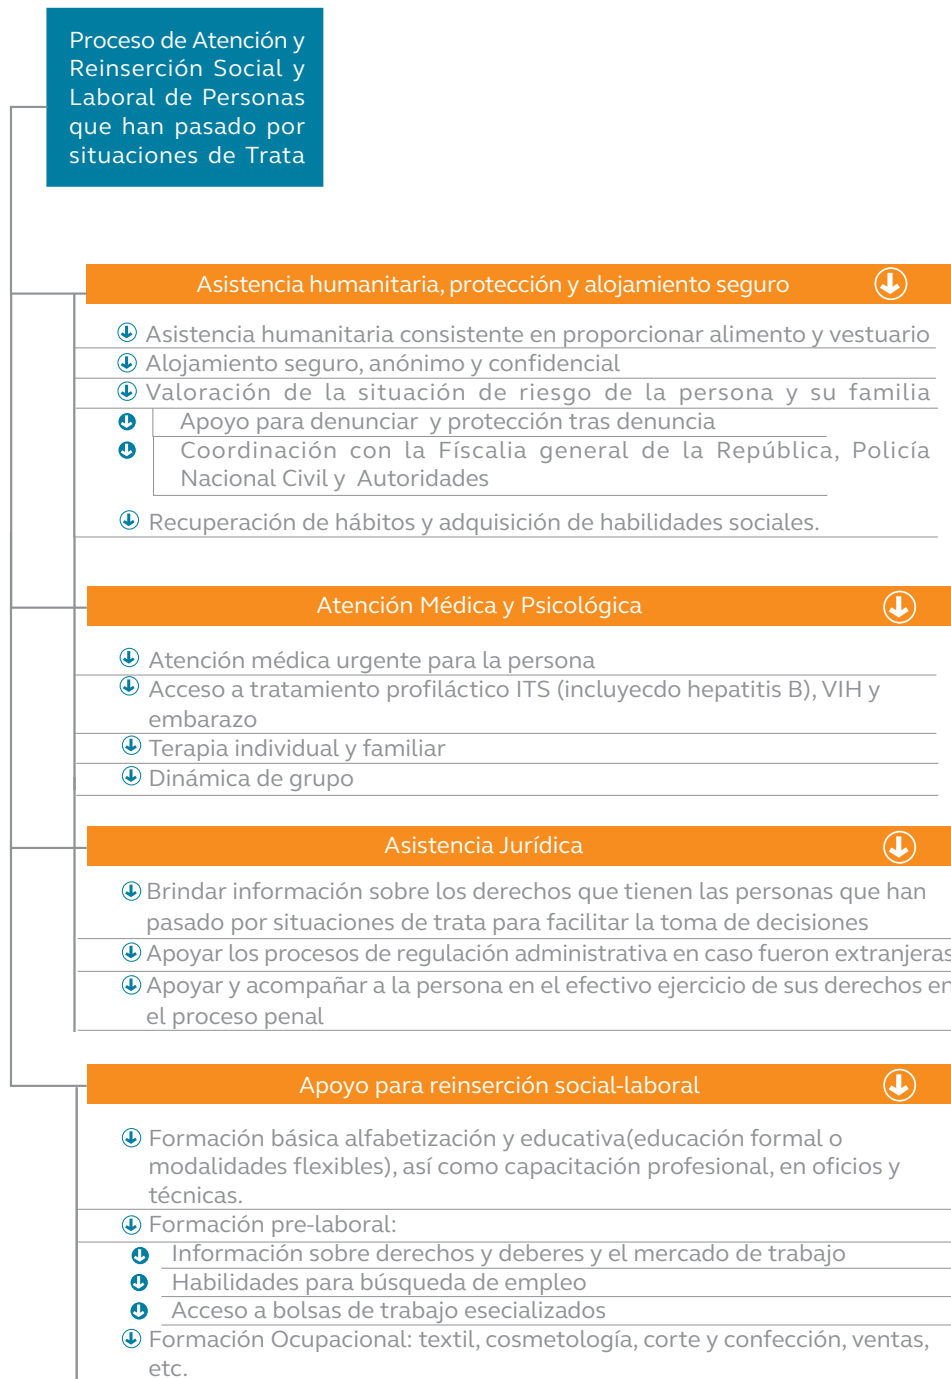 Proceso de Atención y
Reinserción Social y
Laboral de Personas
que han pasado por
situaciones de Trata
Asistencia humanitaria, protección y alojamiento seguro
Asistencia humanitaria consistente en proporcionar alimento y vestuario
Alojamiento seguro, anónimo y confidencial
Valoración de la situación de riesgo de la persona y su familia
Apoyo para denunciar y protección tras denuncia
Coordinación con la Físcalia general de la República, Policía
Nacional Civil y Autoridades
Recuperación de hábitos y adquisición de habilidades sociales.
Atención Médica y Psicológica
Atención médica urgente para la persona
Acceso a tratamiento profiláctico ITS (incluyecdo hepatitis B), VIH y
embarazo
Terapia individual y familiar
Dinámica de grupo
Asistencia Jurídica
Brindar información sobre los derechos que tienen las personas que han
pasado por situaciones de trata para facilitar la toma de decisiones
Apoyar los procesos de regulación administrativa en caso fueron extranjeras
Apoyar y acompañar a la persona en el efectivo ejercicio de sus derechos en
el proceso penal
Apoyo para reinserción social-laboral
Formación básica alfabetización y educativa(educación formal o
modalidades flexibles), así como capacitación profesional, en oficios y
técnicas.
Formación pre-laboral:
Información sobre derechos y deberes y el mercado de trabajo
Habilidades para búsqueda de empleo
Acceso a bolsas de trabajo esecializados
Formación Ocupacional: textil, cosmetología, corte y confección, ventas,
etc.